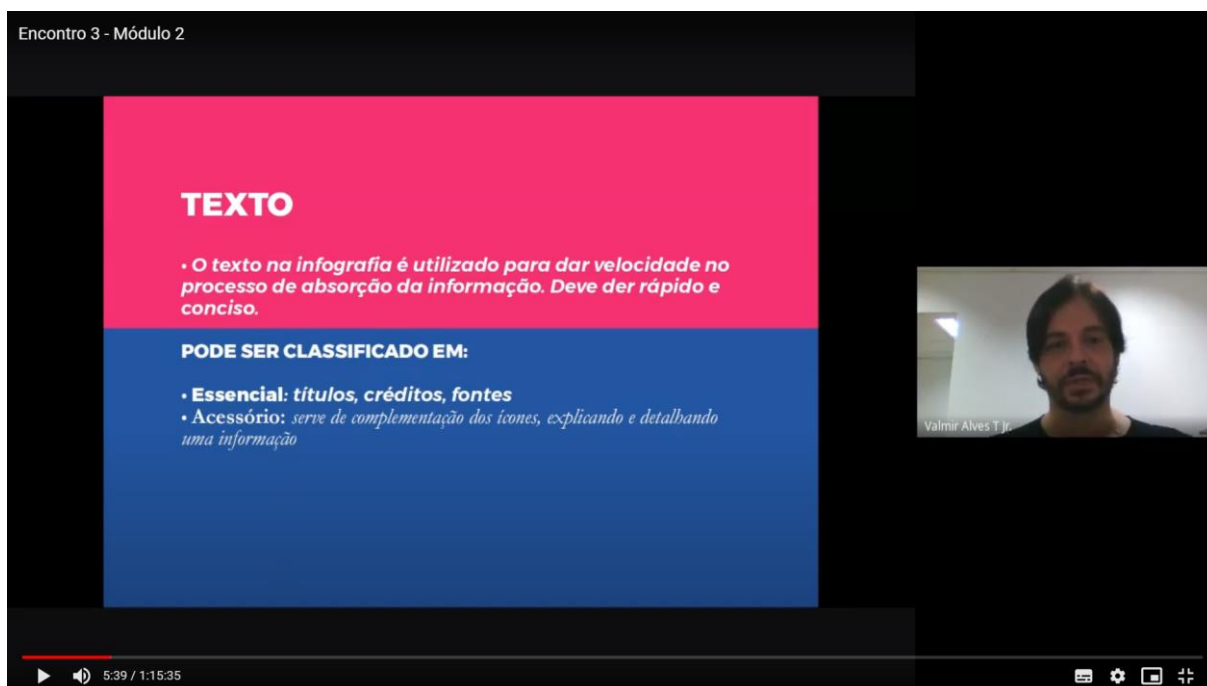 Encontro 3 - Módulo 2
TEXTO
• O texto na infografia é utilizado para dar velocidade no
processo de absorção da informação. Deve der rápido e
conciso.
PODE SER CLASSIFICADO EM:
• Essencial: títulos, créditos, fontes
• Acessório: serve de complementação dos ícones, explicando e detalhando
uma informação
Valmir Alves T Jr.
5:39 / 1:15:35